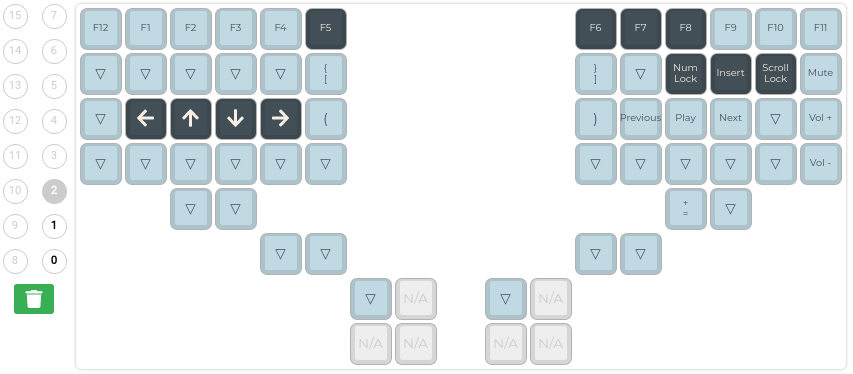 15 7 F12 F1 F2 F3 F4 F5 F6 F7 F8 F9 F10 F11
14 6 ▽ ▽ ▽ ▽ ▽ {
[ }
] ▽ Num
Lock Insert Scroll
Lock Mute
13 5
12 4 ▽ ← ↑ ↓ → ( ) Previous Play Next ▽ Vol +
11 3 ▽ ▽ ▽ ▽ ▽ ▽ ▽ ▽ ▽ ▽ ▽ Vol -
10 2 ▽ ▽ +
= ▽
9 1
8 0 ▽ ▽ ▽ ▽
▽ N/A ▽ N/A
N/A N/A N/A N/A